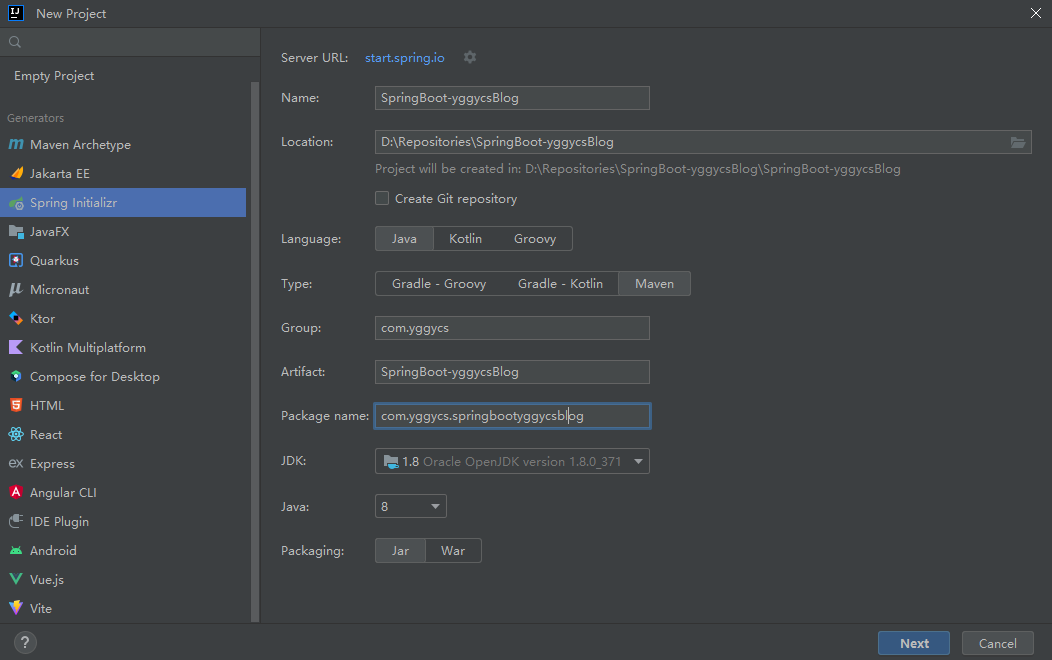 New Project
Empty Project
Generators
Maven Archetype
Jakarta EE
Spring Initializr
JavaFX
Quarkus
Micronaut
Ktor
Kotlin Multiplatform
Compose for Desktop
HTML
React
Express
Angular CLI
IDE Plugin
Android
Vue.js
Vite
Server URL: start.spring.io
Name: SpringBoot-yggycsBlog
Location: D:\Repositories\SpringBoot-yggycsBlog
Project will be created in: D:\Repositories\SpringBoot-yggycsBlog\SpringBoot-yggycsBlog
Create Git repository
Language: Java Kotlin Groovy
Type: Gradle - Groovy Gradle - Kotlin Maven
Group: com.yggycs
Artifact: SpringBoot-yggycsBlog
Package name: com.yggycs.springbootyggycsblog
JDK: 1.8 Oracle OpenJDK version 1.8.0_371
Java: 8
Packaging: Jar War
? Next Cancel